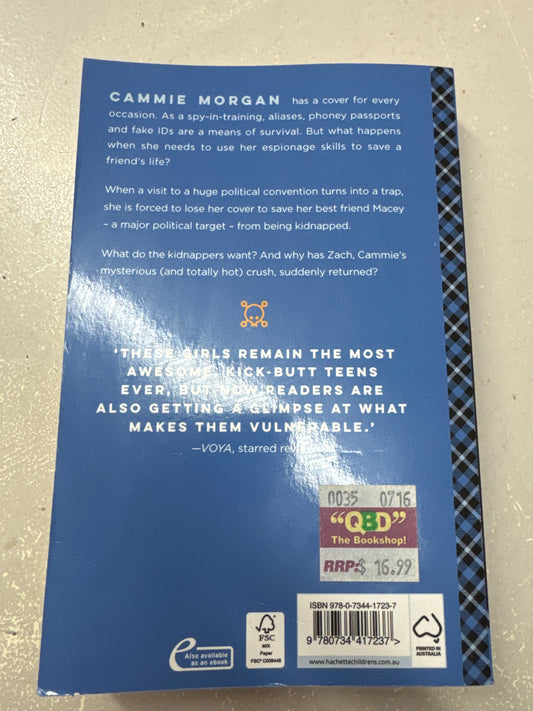 CAMMIE MORGAN has a cover for every
occasion. As a spy-in-training, aliases, phoney passports
and fake IDs are a means of survival. But what happens
when she needs to use her espionage skills to save a
friend's life?
When a visit to a huge political convention turns into a trap,
she is forced to lose her cover to save her best friend Macey
– a major political target – from being kidnapped.
What do the kidnappers want? And why has Zach, Cammie's
mysterious (and totally hot) crush, suddenly returned?
'THESE GIRLS REMAIN THE MOST
AWESOME, KICK-BUTT TEENS
EVER, BUT NOW READERS ARE
ALSO GETTING A GLIMPSE AT WHAT
MAKES THEM VULNERABLE.'
—VOYA, starred review
0035 0716
"QBD"
The Bookshop!
RRP:$ 16.99
ISBN 978-0-7344-1723-7
9 780734 417237 >
www.hachettechildrens.com.au
PRINTED IN
AUSTRALIA
FSC
MIX
Paper
FSC® C009448
e
Also available
as an ebook